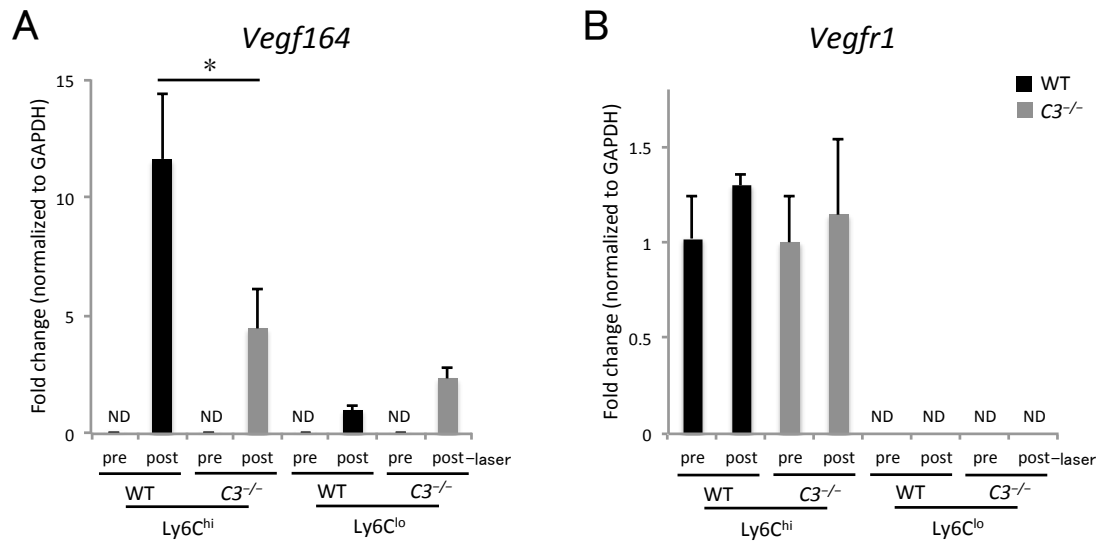 A
Vegf164
Fold change (normalized to GAPDH)
15
10
5
0
*
ND
ND
ND
ND
pre post pre post pre post pre post–laser
WT C3⁻/⁻ WT C3⁻/⁻
Ly6Cʰⁱ Ly6Cˡᵒ
B
Vegfr1
WT
C3⁻/⁻
Fold change (normalized to GAPDH)
1.5
1
0.5
0
ND ND ND ND
pre post pre post pre post pre post–laser
WT C3⁻/⁻ WT C3⁻/⁻
Ly6Cʰⁱ Ly6Cˡᵒ